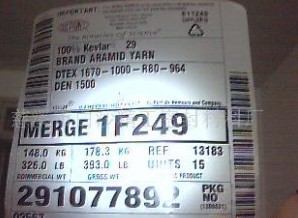 IMPORTANT:
The miracles of science
100% Kevlar 29
BRAND ARAMID YARN
DTEX 1670-1000-R80-964
DEN 1500
MERGE 1F249
148.0 KG 178.3 KG REF 13183
326.0 LB 393.0 LB UNITS 15
COMMERCIAL WT GROSS WT PRODUCT
291077892 PKG NO